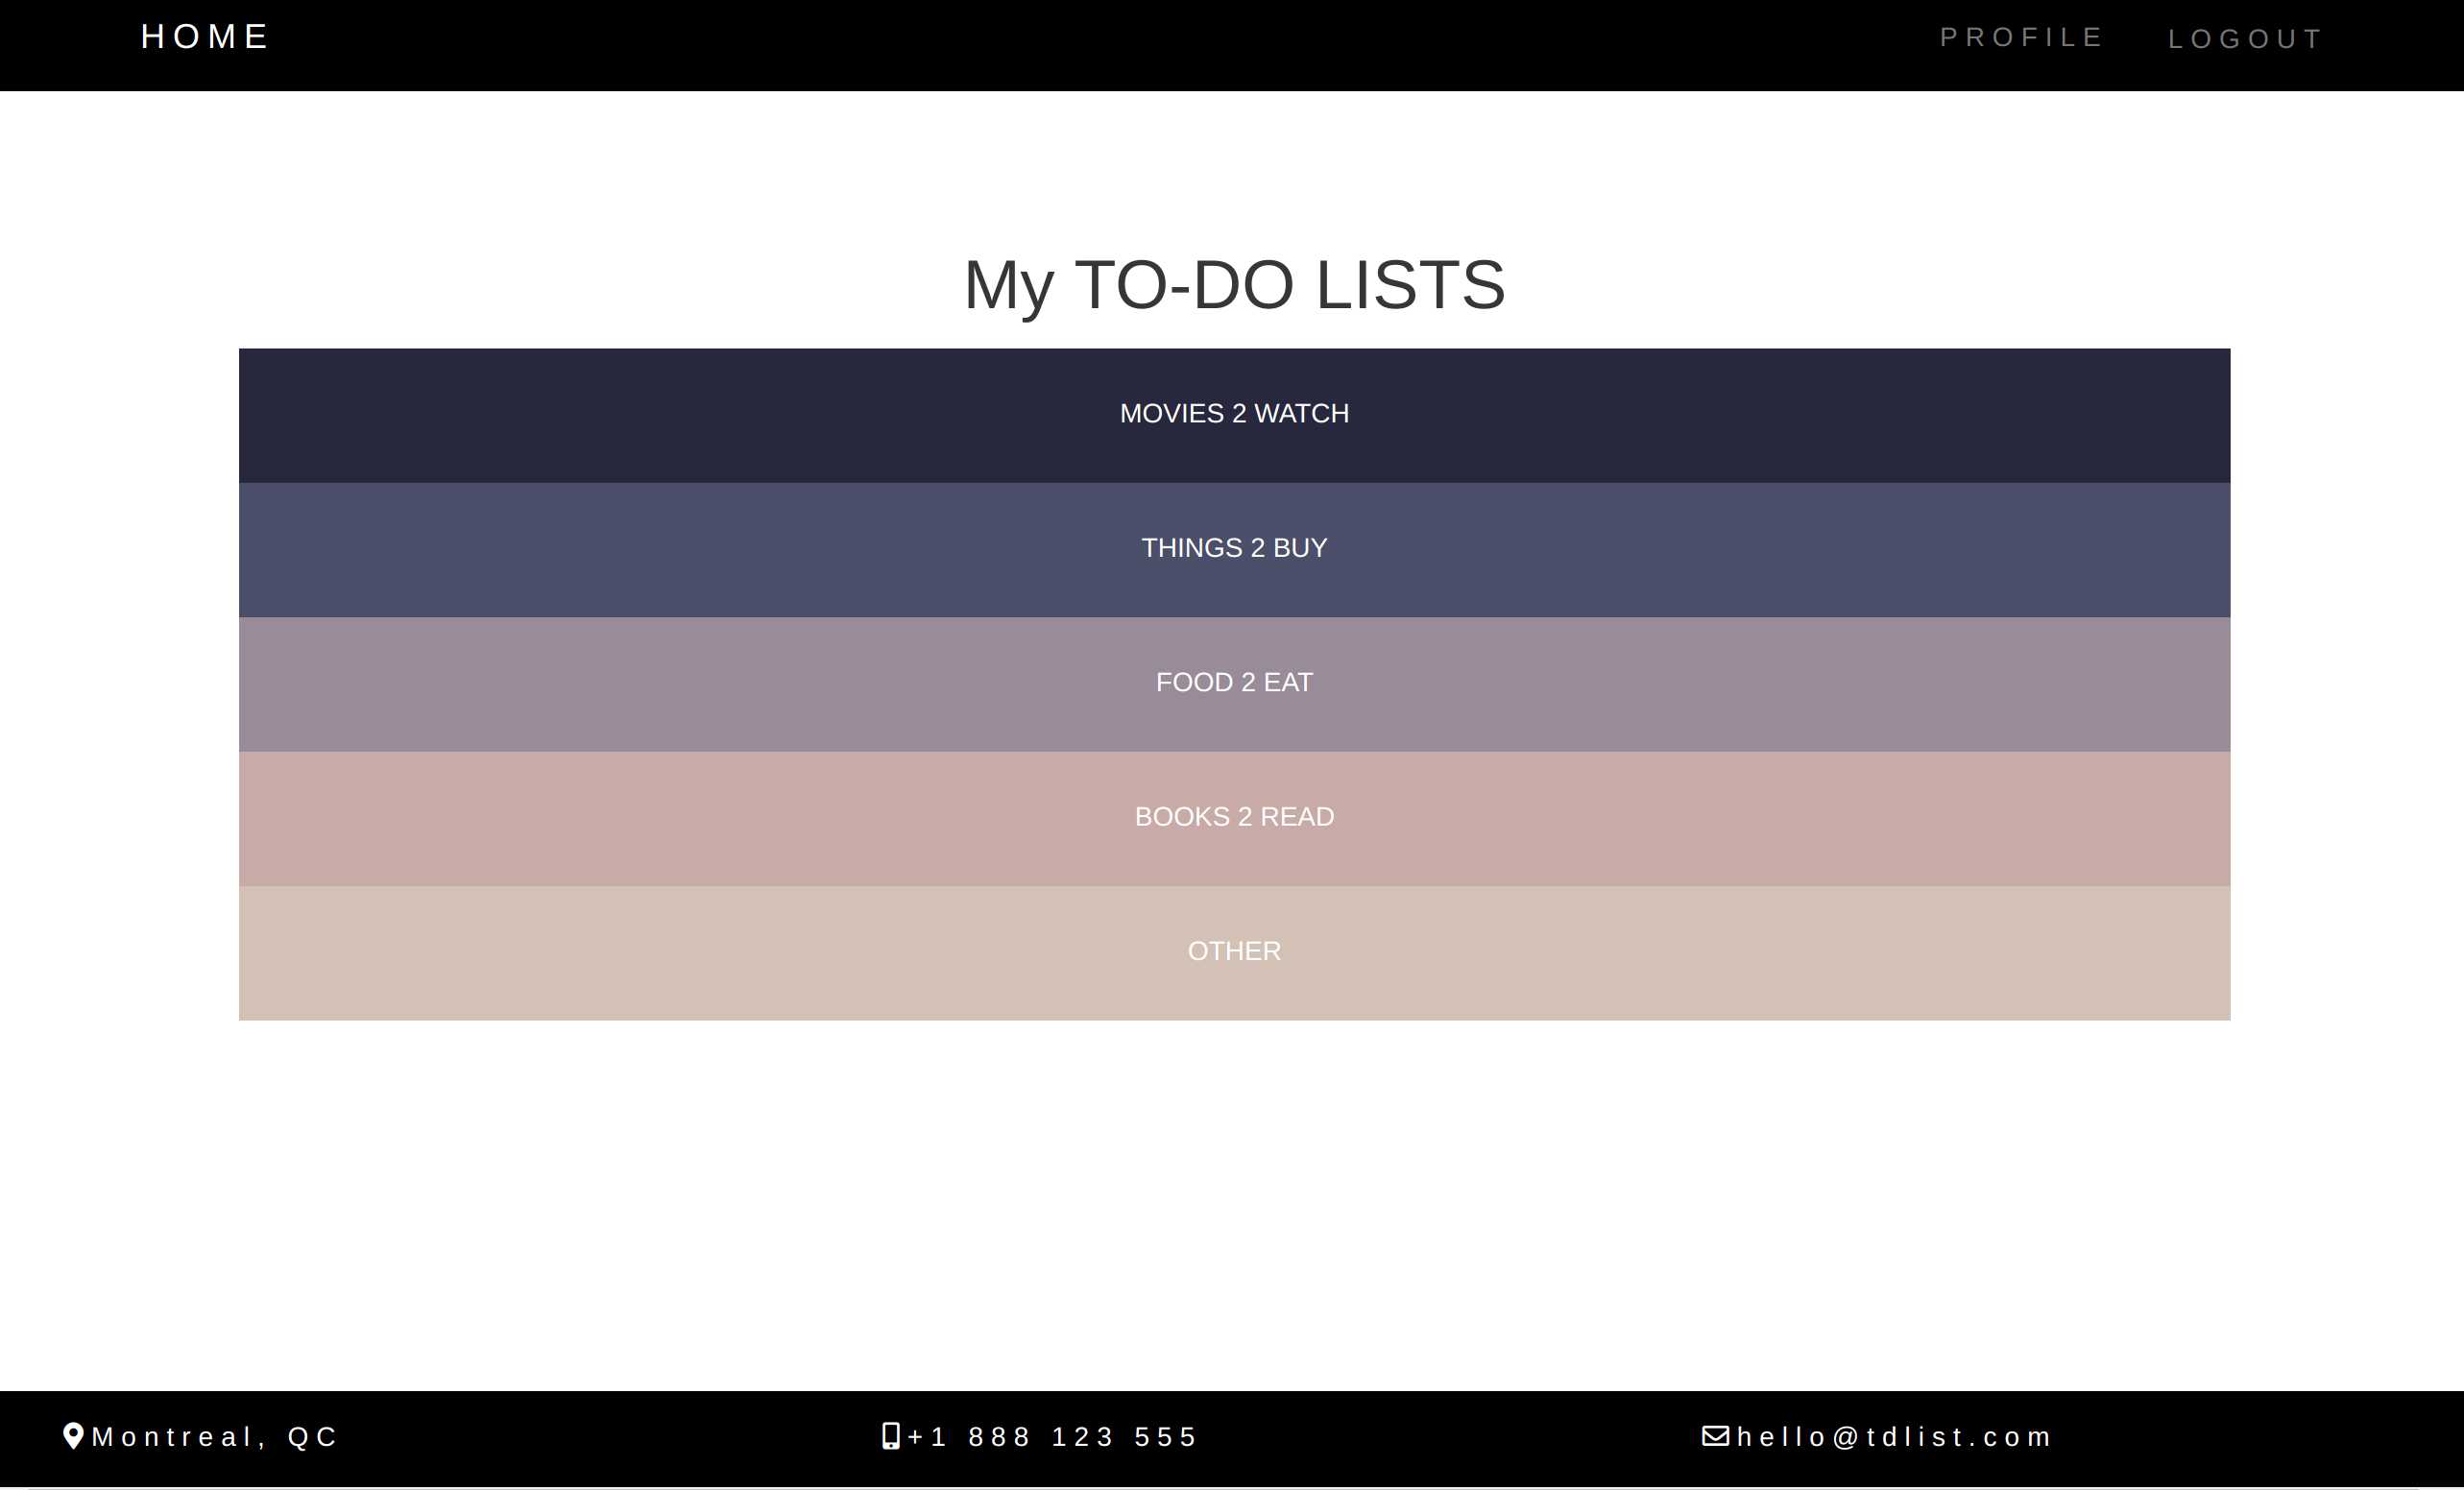 HOME
PROFILE LOGOUT
My TO-DO LISTS
MOVIES 2 WATCH
THINGS 2 BUY
FOOD 2 EAT
BOOKS 2 READ
OTHER
Montreal, QC
+1 888 123 555
hello@tdlist.com